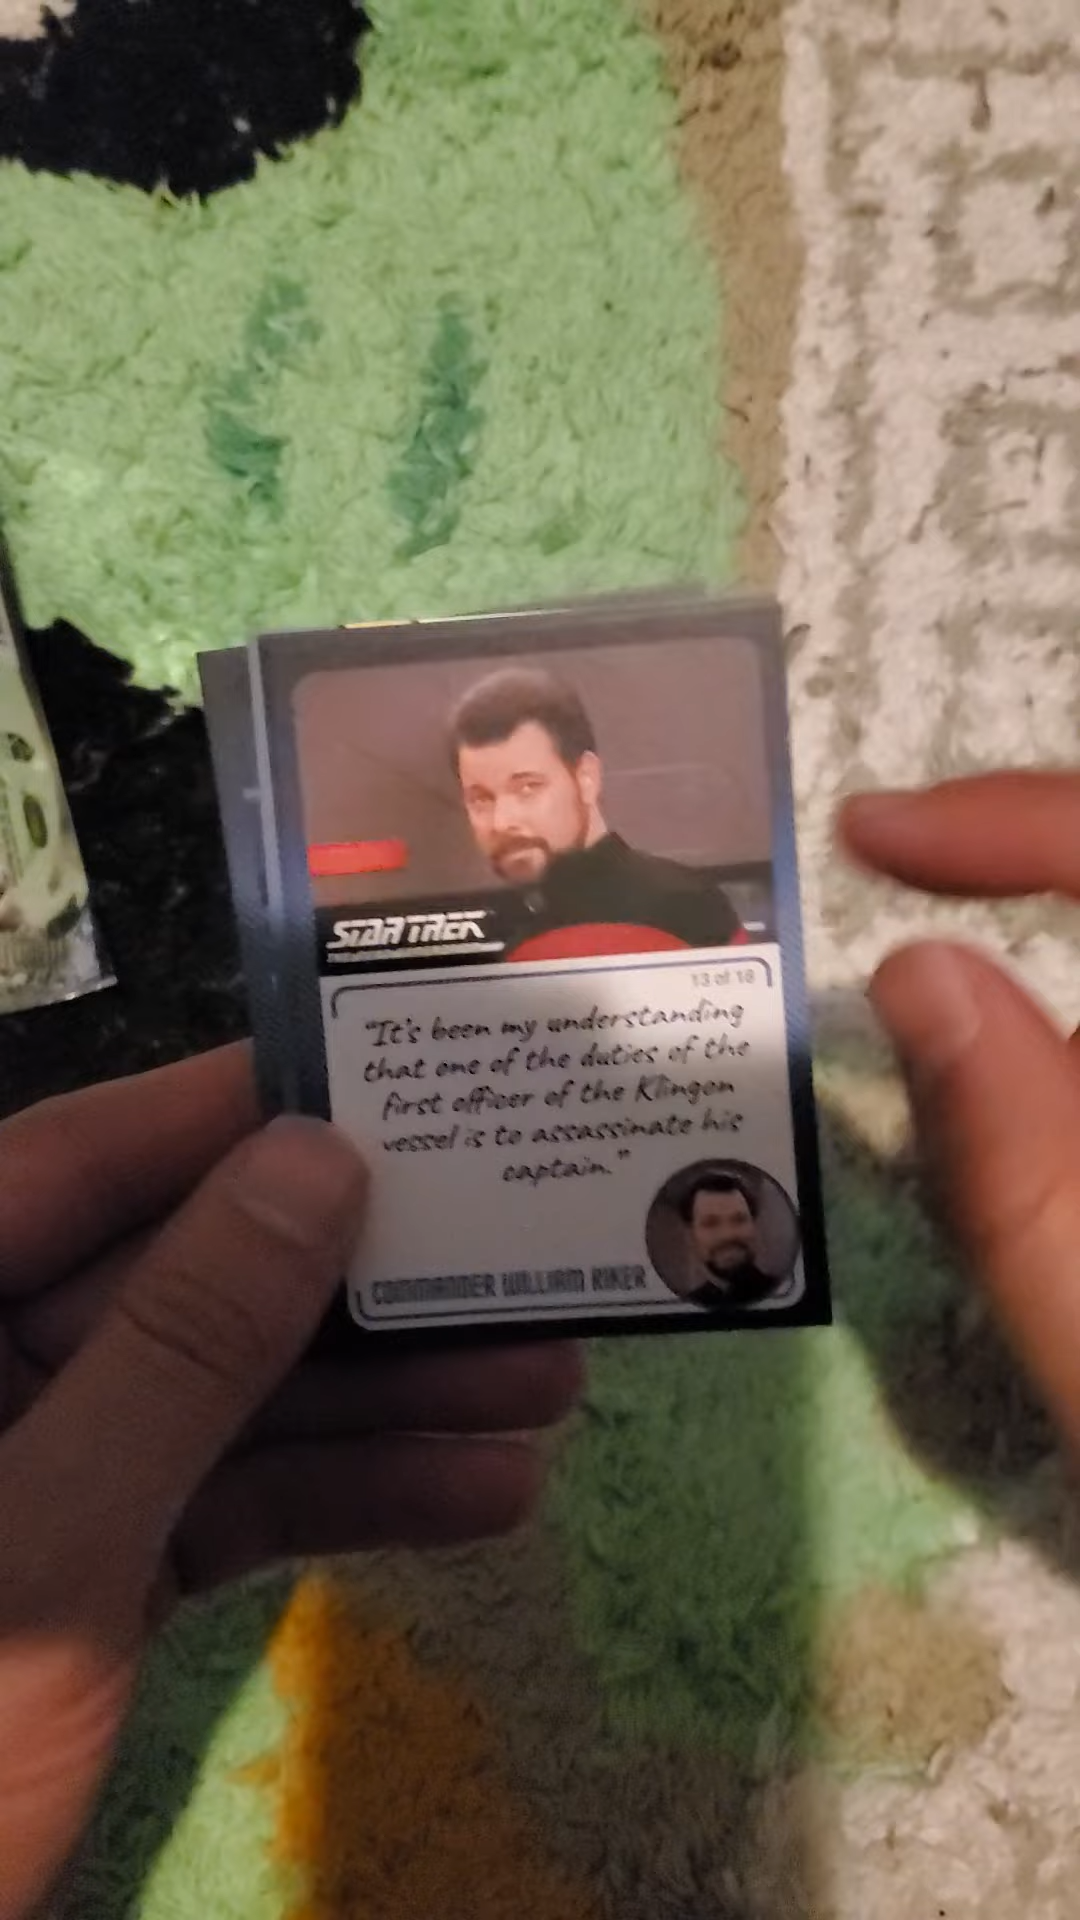 STAR TREK
13 of 18
"It's been my understanding
that one of the duties of the
first officer of the Klingon
vessel is to assassinate his
captain."
COMMANDER WILLIAM RIKER